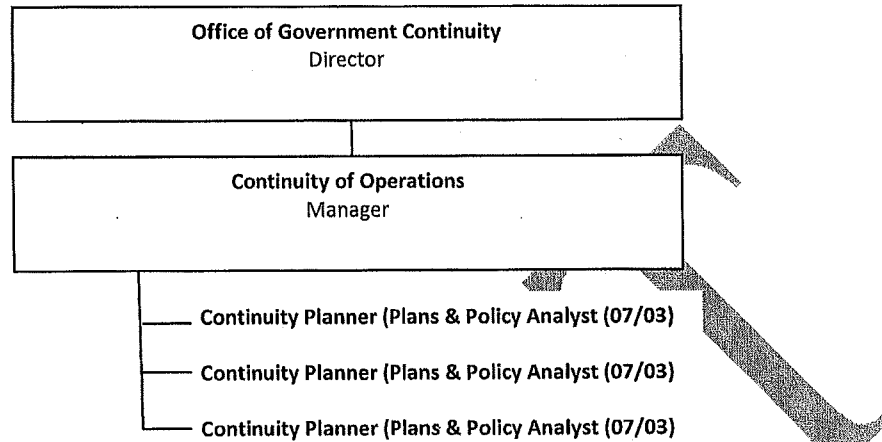 Office of Government Continuity
Director
Continuity of Operations
Manager
Continuity Planner (Plans & Policy Analyst (07/03)
Continuity Planner (Plans & Policy Analyst (07/03)
Continuity Planner (Plans & Policy Analyst (07/03)